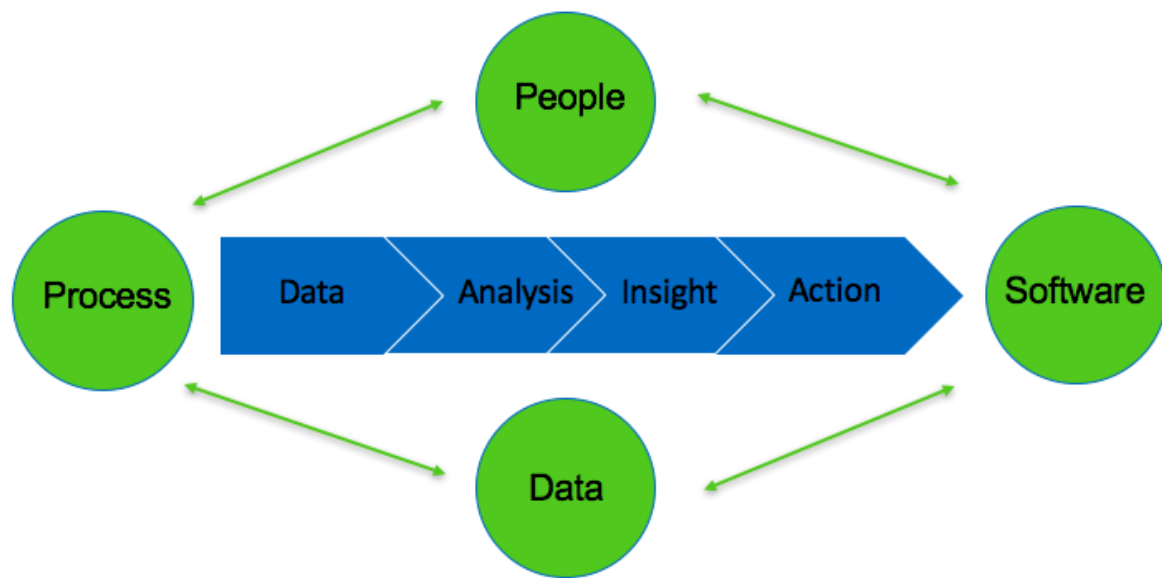 People
Process
Data
Analysis
Insight
Action
Software
Data